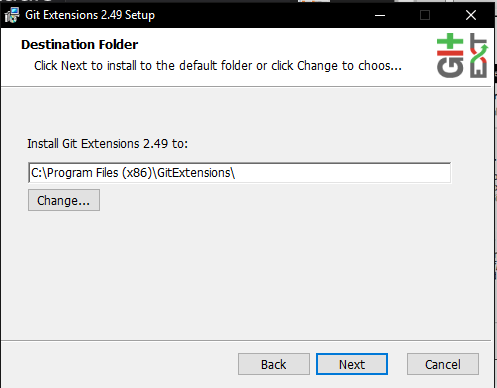 Git Extensions 2.49 Setup
Destination Folder
Click Next to install to the default folder or click Change to choos...
Git
EXT
Install Git Extensions 2.49 to:
C:\Program Files (x86)\GitExtensions\
Change...
Back
Next
Cancel